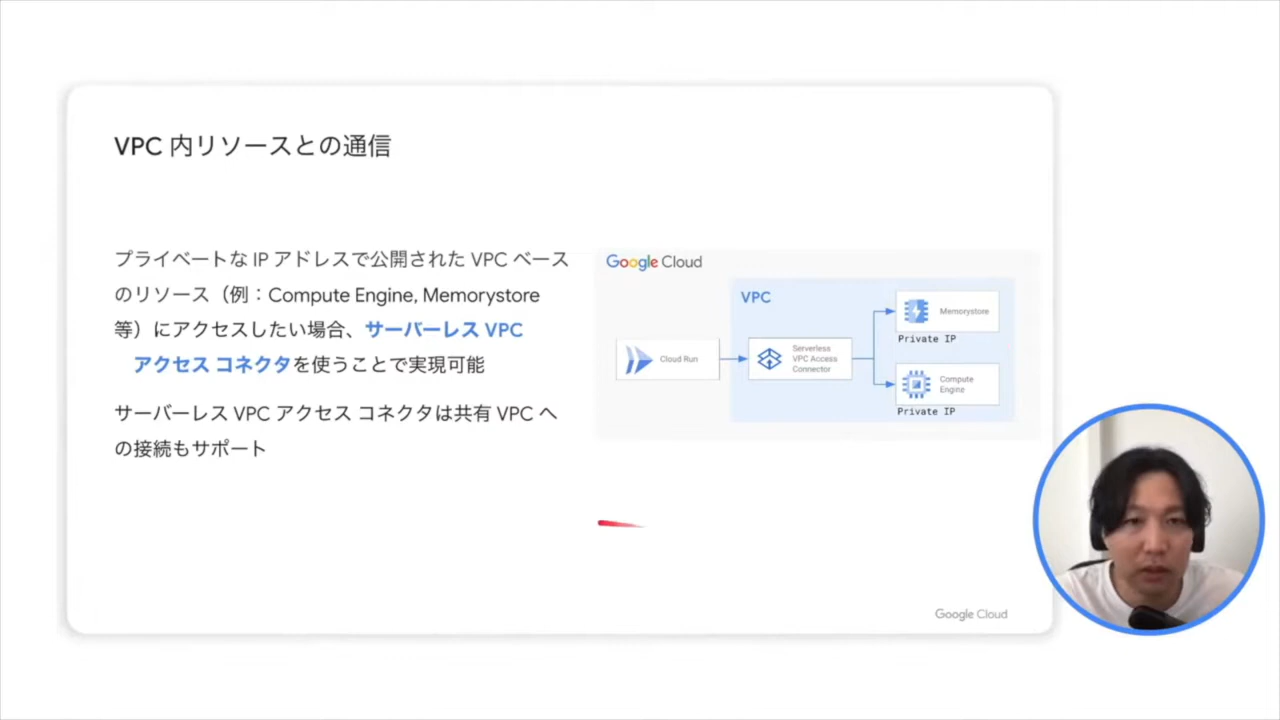 VPC 内リソースとの通信
プライベートな IP アドレスで公開された VPC ベース
のリソース（例：Compute Engine, Memorystore
等）にアクセスしたい場合、サーバーレス VPC
アクセス コネクタを使うことで実現可能
サーバーレス VPC アクセス コネクタは共有 VPC へ
の接続もサポート
Google Cloud
VPC
Cloud Run
Serverless
VPC Access
Connector
Memorystore
Private IP
Compute
Engine
Private IP
Google Cloud